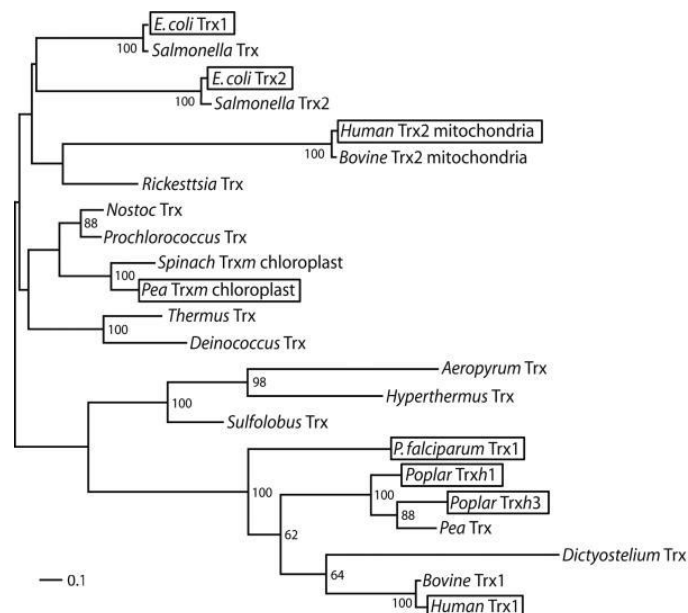 E. coli Trx1
100
Salmonella Trx
E. coli Trx2
100
Salmonella Trx2
Human Trx2 mitochondria
100
Bovine Trx2 mitochondria
Rickesttsia Trx
Nostoc Trx
88
Prochlorococcus Trx
Spinach Trxm chloroplast
100
Pea Trxm chloroplast
Thermus Trx
100
Deinococcus Trx
Aeropyrum Trx
98
Hyperthermus Trx
100
Sulfolobus Trx
P. falciparum Trx1
Poplar Trxh1
100
100
Poplar Trxh3
88
Pea Trx
62
Dictyostelium Trx
64
Bovine Trx1
0.1
100
Human Trx1